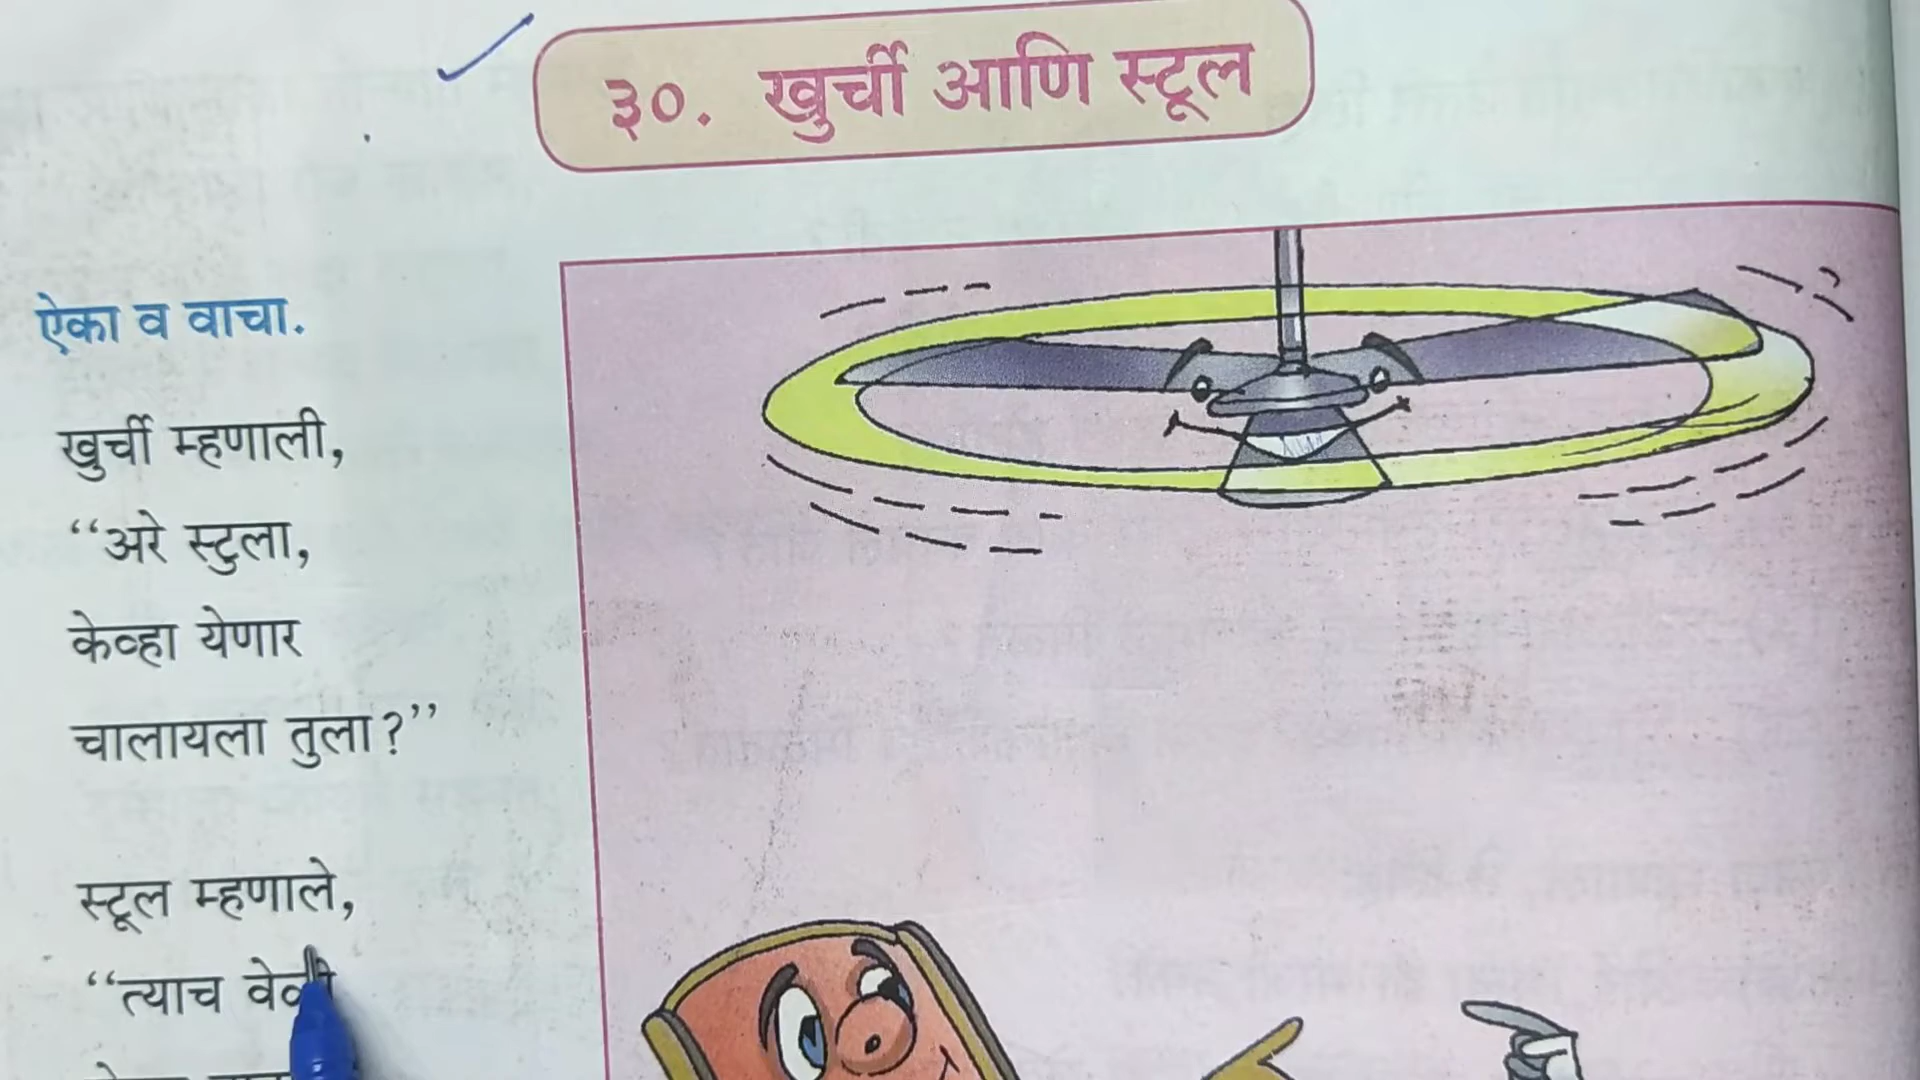 ३०. खुर्ची आणि स्टूल
ऐका व वाचा.
खुर्ची म्हणाली,
“अरे स्टुला,
केव्हा येणार
चालायला तुला?”
स्टूल म्हणाले,
“त्याच